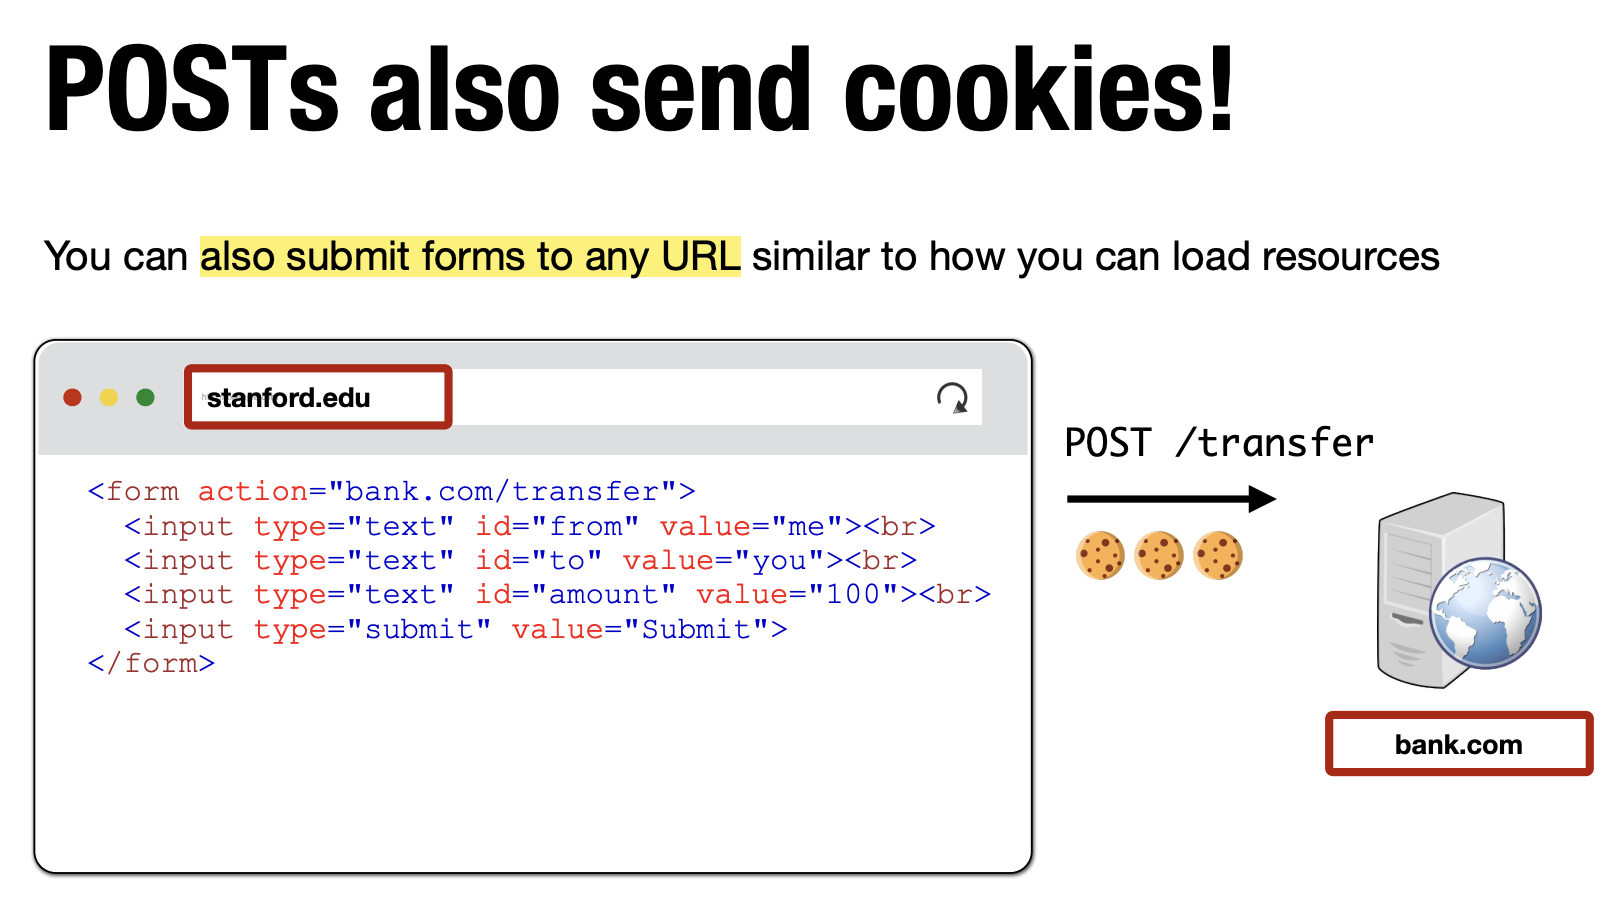 POSTs also send cookies!
You can also submit forms to any URL similar to how you can load resources
stanford.edu
<form action="bank.com/transfer">
<input type="text" id="from" value="me"><br>
<input type="text" id="to" value="you"><br>
<input type="text" id="amount" value="100"><br>
<input type="submit" value="Submit">
</form>
POST /transfer
bank.com